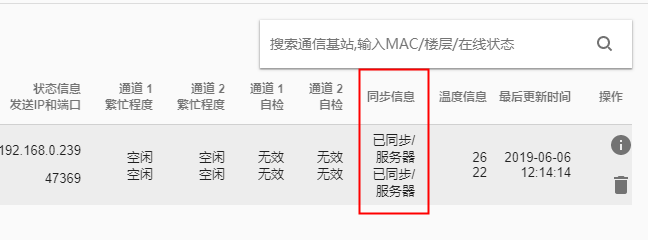 搜索通信基站,输入MAC/楼层/在线状态
状态信息 通道 1 通道 2 通道 1 通道 2 同步信息 温度信息 最后更新时间 操作
发送IP和端口 繁忙程度 繁忙程度 自检 自检
192.168.0.239 空闲 空闲 无效 无效 已同步/ 26 2019-06-06
服务器
47369 空闲 空闲 无效 无效 已同步/ 22 12:14:14
服务器